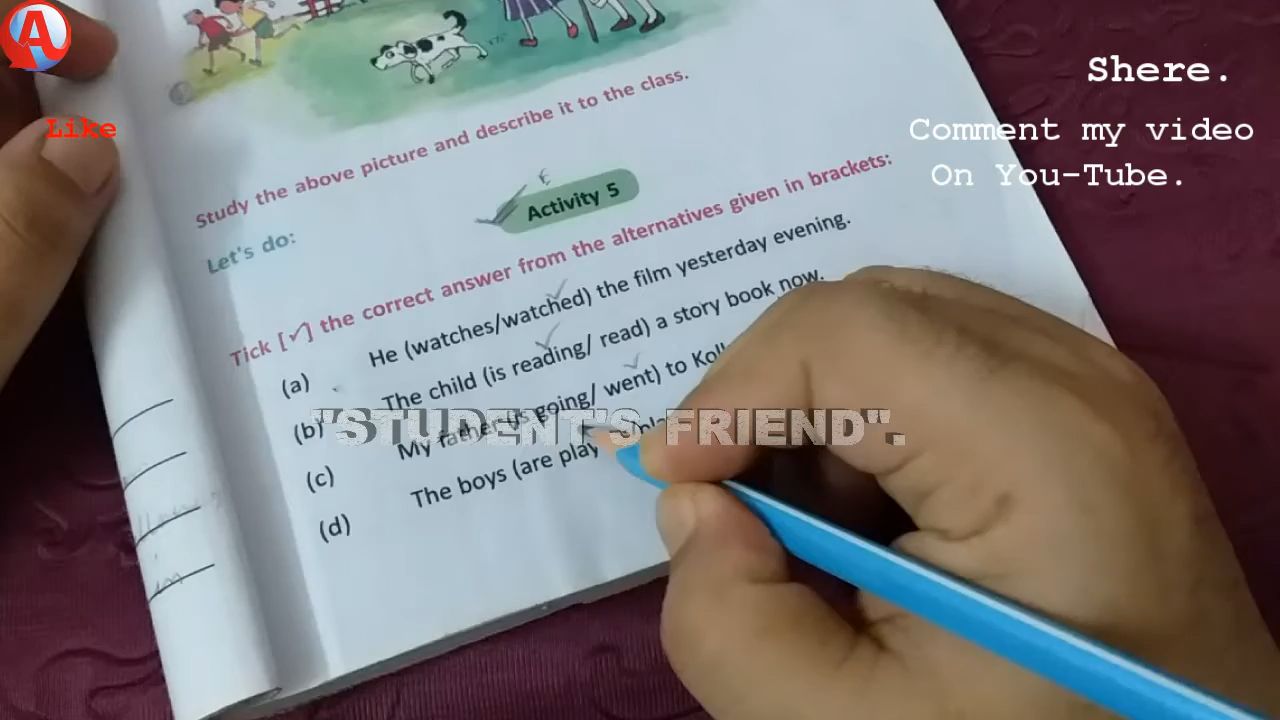 A
Like
Shere.
Comment my video
On You-Tube.
Study the above picture and describe it to the class.
Activity 5
Let's do:
Tick [✓] the correct answer from the alternatives given in brackets:
(a) He (watches/watched) the film yesterday evening.
(b) The child (is reading/ read) a story book now.
(c) My father (is going/ went) to
(d) The boys (are play
"STUDENT'S FRIEND".